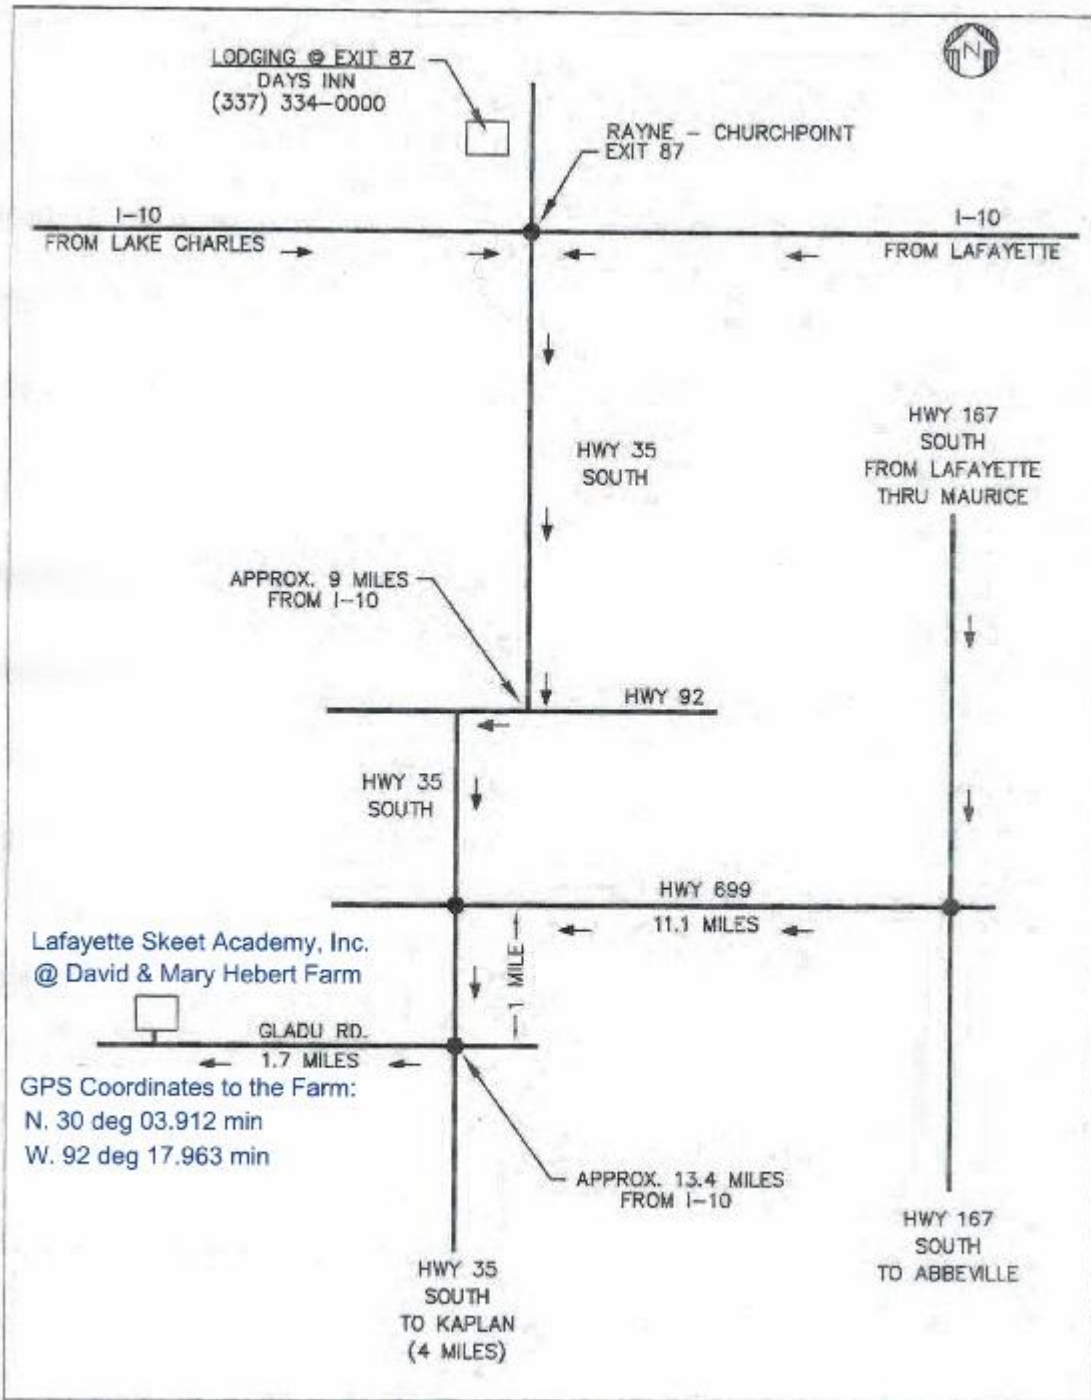 N
LODGING @ EXIT 87
DAYS INN
(337) 334-0000
RAYNE - CHURCHPOINT
EXIT 87
I-10
FROM LAKE CHARLES
I-10
FROM LAFAYETTE
HWY 35
SOUTH
HWY 167
SOUTH
FROM LAFAYETTE
THRU MAURICE
APPROX. 9 MILES
FROM I-10
HWY 92
HWY 35
SOUTH
HWY 699
11.1 MILES
1 MILE
Lafayette Skeet Academy, Inc.
@ David & Mary Hebert Farm
GLADU RD.
1.7 MILES
GPS Coordinates to the Farm:
N. 30 deg 03.912 min
W. 92 deg 17.963 min
APPROX. 13.4 MILES
FROM I-10
HWY 35
SOUTH
TO KAPLAN
(4 MILES)
HWY 167
SOUTH
TO ABBEVILLE